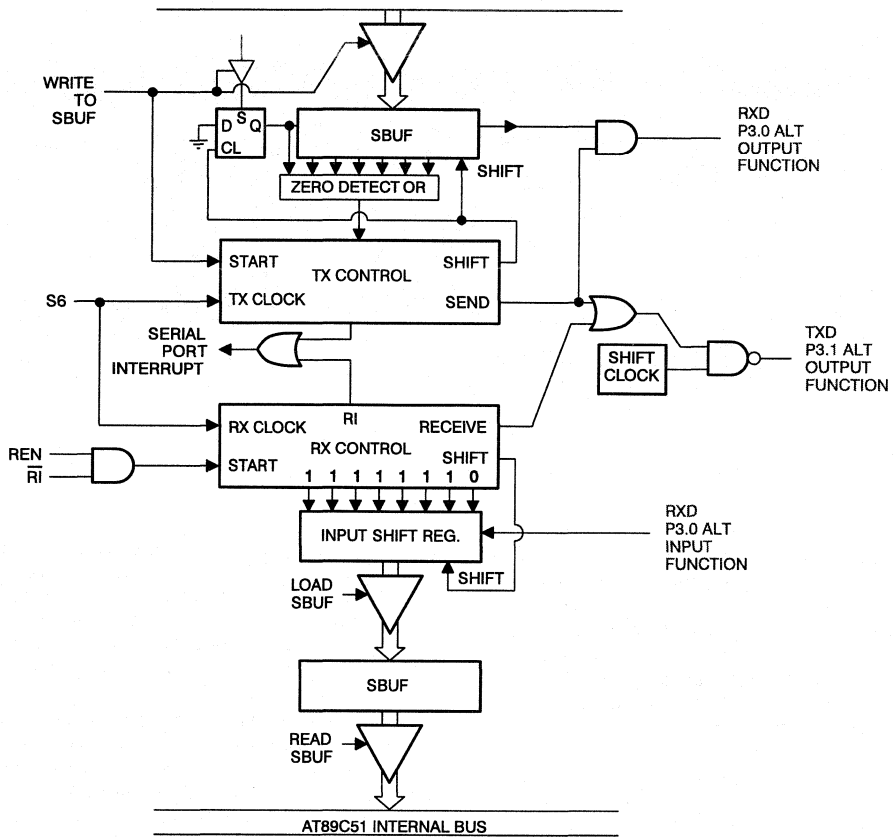 WRITE
TO
SBUF
S
D Q
CL
SBUF
SHIFT
ZERO DETECT OR
RXD
P3.0 ALT
OUTPUT
FUNCTION
START
TX CONTROL
SHIFT
S6
TX CLOCK
SEND
SERIAL
PORT
INTERRUPT
SHIFT
CLOCK
TXD
P3.1 ALT
OUTPUT
FUNCTION
RI
RX CLOCK
RECEIVE
RX CONTROL
REN
R̅I̅
START
SHIFT
1 1 1 1 1 1 1 0
INPUT SHIFT REG.
RXD
P3.0 ALT
INPUT
FUNCTION
SHIFT
LOAD
SBUF
SBUF
READ
SBUF
AT89C51 INTERNAL BUS